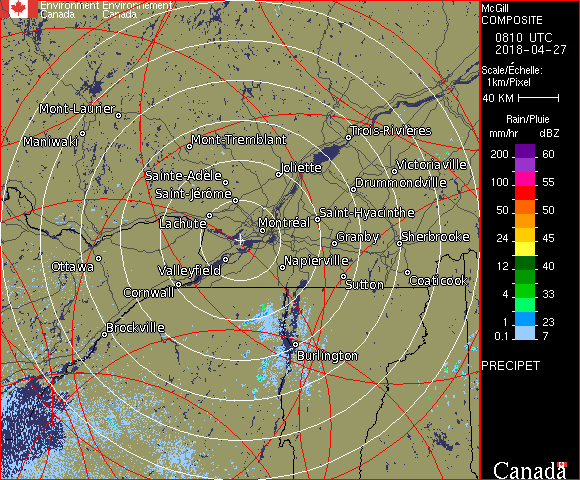 Environment Environnement
Canada Canada
McGill
COMPOSITE
0810 UTC
2018-04-27
Scale/Échelle:
1km/Pixel
40 KM
Rain/Pluie
mm/hr dBZ
200 60
100 55
50 50
24 45
12 40
4 33
1 23
0.1 7
PRECIPET
Canada
Mont-Laurier
Maniwaki
Mont-Tremblant
Trois-Rivières
Sainte-Adèle
Joliette
Victoriaville
Saint-Jérôme
Drummondville
Lachute
Montréal
Saint-Hyacinthe
Granby
Sherbrooke
Ottawa
Valleyfield
Napierville
Cornwall
Sutton
Coaticook
Brockville
Burlington